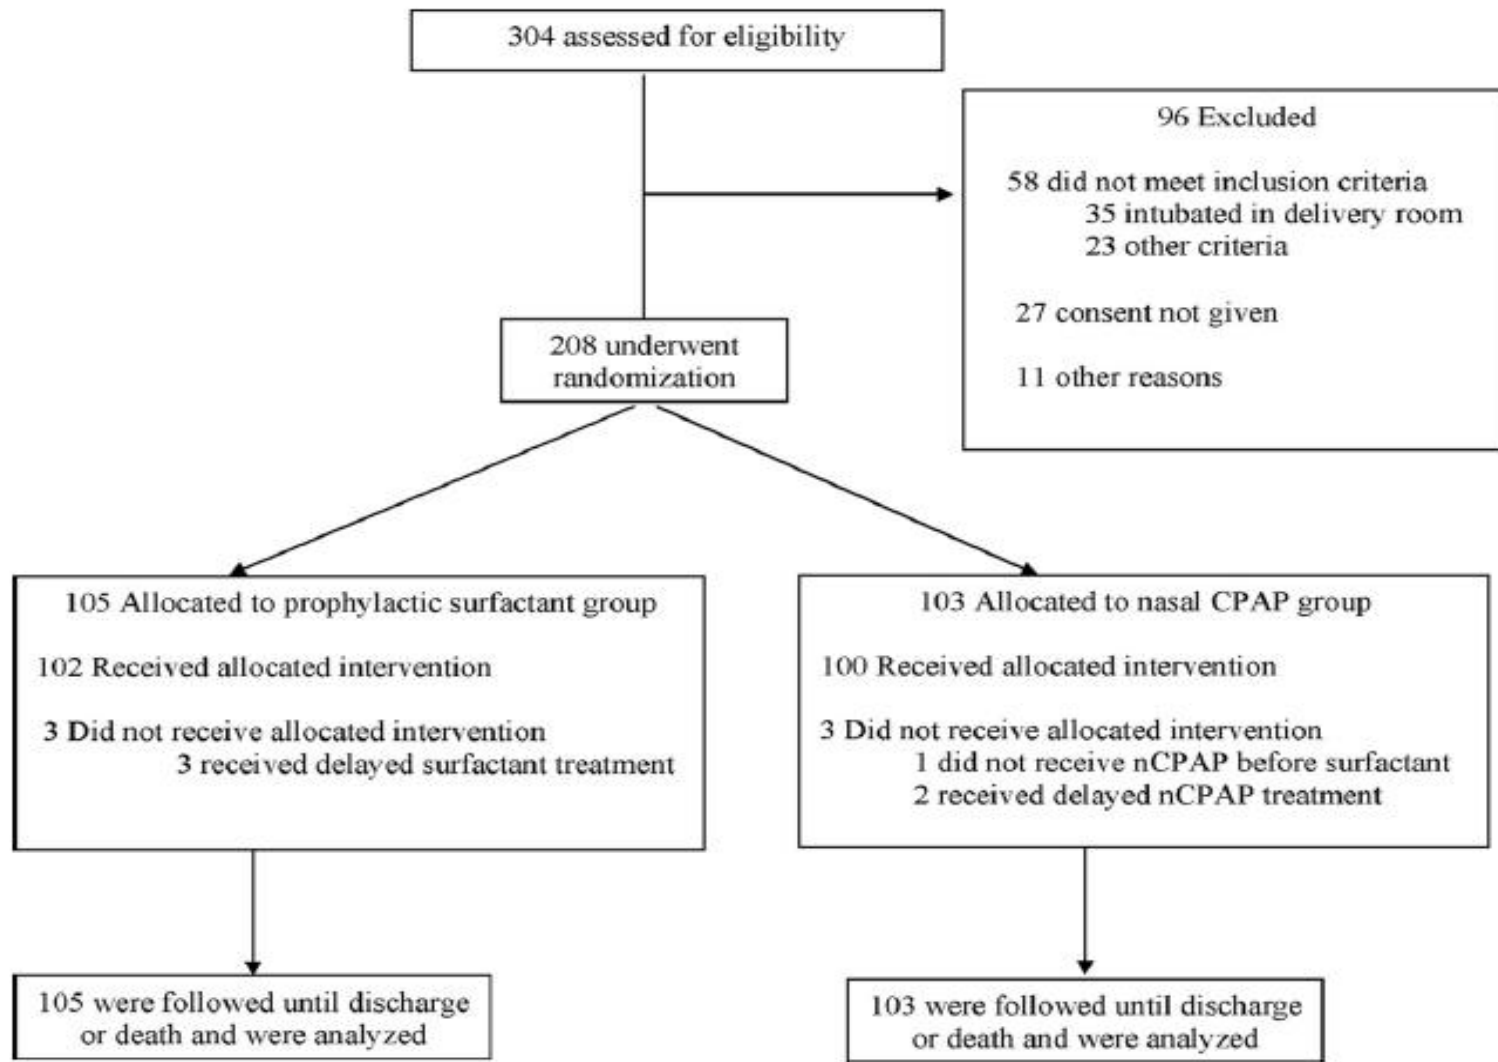 304 assessed for eligibility
96 Excluded
58 did not meet inclusion criteria
35 intubated in delivery room
23 other criteria
27 consent not given
11 other reasons
208 underwent
randomization
105 Allocated to prophylactic surfactant group
102 Received allocated intervention
3 Did not receive allocated intervention
3 received delayed surfactant treatment
103 Allocated to nasal CPAP group
100 Received allocated intervention
3 Did not receive allocated intervention
1 did not receive nCPAP before surfactant
2 received delayed nCPAP treatment
105 were followed until discharge
or death and were analyzed
103 were followed until discharge
or death and were analyzed